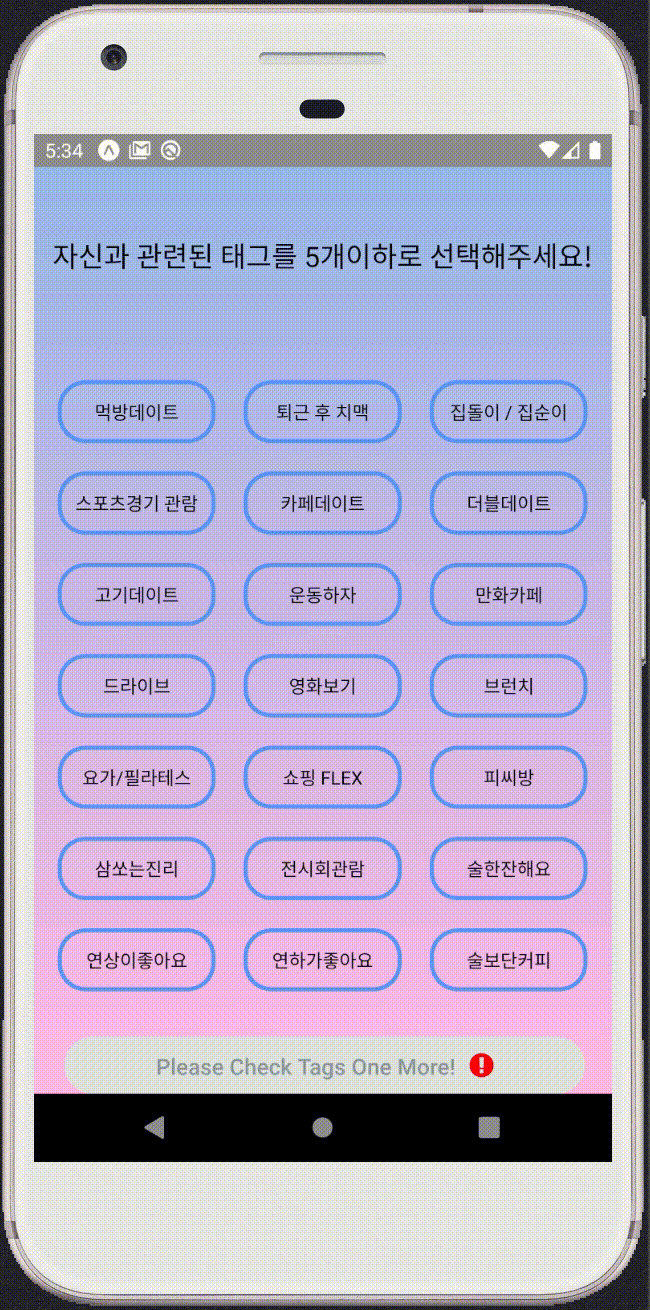 5:34
자신과 관련된 태그를 5개이하로 선택해주세요!
먹방데이트 퇴근 후 치맥 집돌이 / 집순이
스포츠경기 관람 카페데이트 더블데이트
고기데이트 운동하자 만화카페
드라이브 영화보기 브런치
요가/필라테스 쇼핑 FLEX 피씨방
삼쏘는진리 전시회관람 술한잔해요
연상이좋아요 연하가좋아요 술보단커피
Please Check Tags One More!